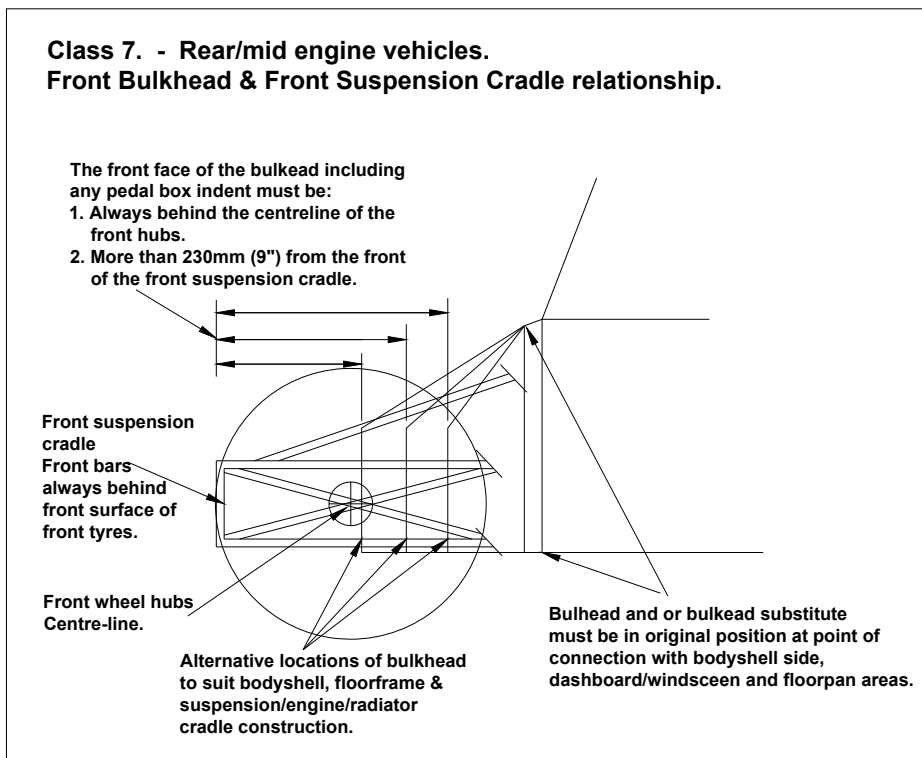 Class 7.  - Rear/mid engine vehicles.
Front Bulkhead & Front Suspension Cradle relationship.
The front face of the bulkead including
any pedal box indent must be:
1. Always behind the centreline of the
front hubs.
2. More than 230mm (9") from the front
of the front suspension cradle.
Front suspension
cradle
Front bars
always behind
front surface of
front tyres.
Front wheel hubs
Centre-line.
Alternative locations of bulkhead
to suit bodyshell, floorframe &
suspension/engine/radiator
cradle construction.
Bulhead and or bulkead substitute
must be in original position at point of
connection with bodyshell side,
dashboard/windsceen and floorpan areas.